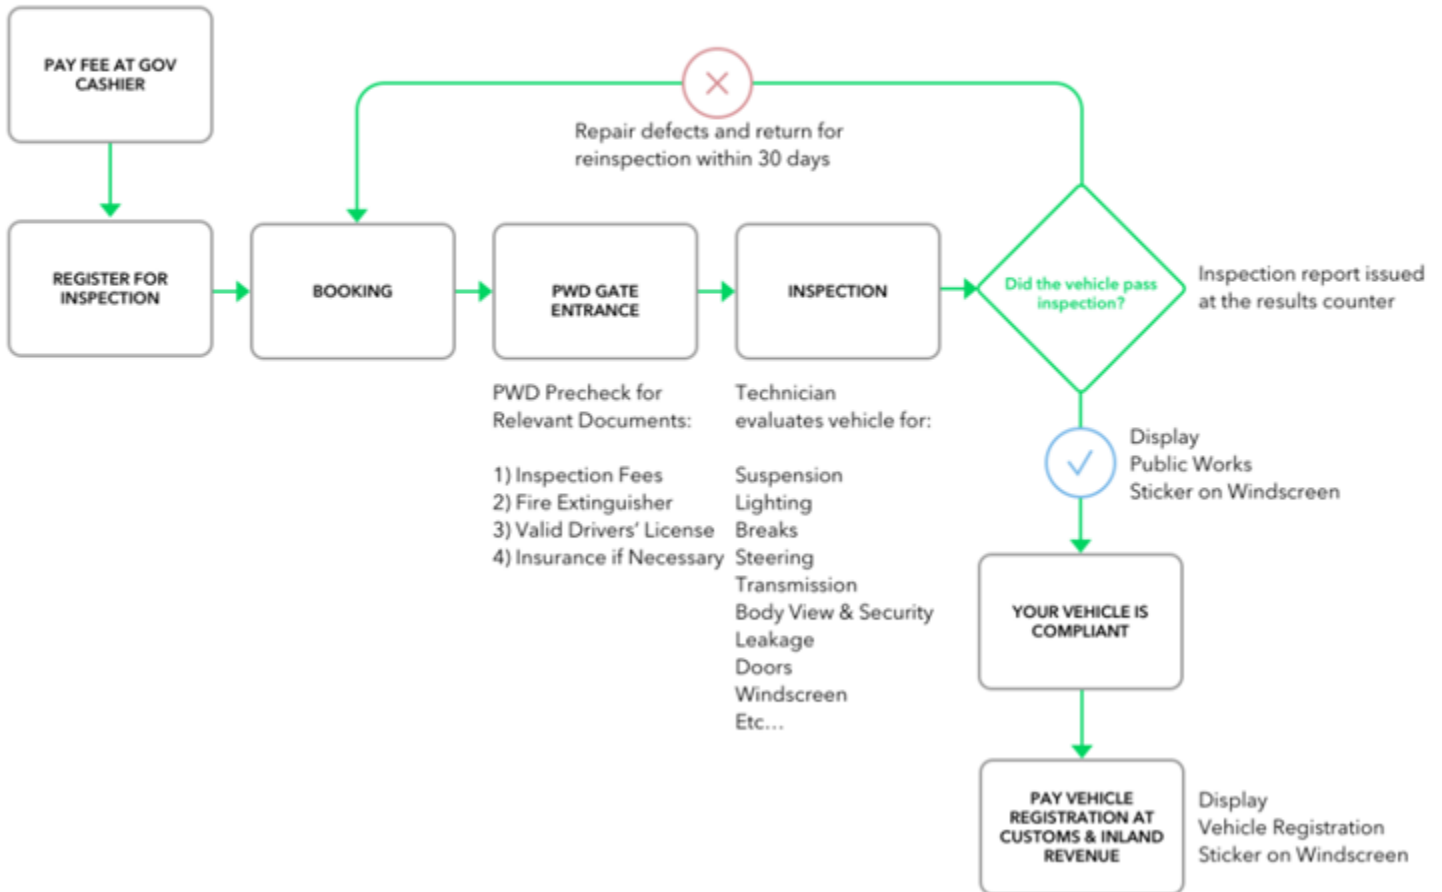 PAY FEE AT GOV
CASHIER
Repair defects and return for
reinspection within 30 days
REGISTER FOR
INSPECTION
BOOKING
PWD GATE
ENTRANCE
INSPECTION
Did the vehicle pass
inspection?
Inspection report issued
at the results counter
PWD Precheck for
Relevant Documents:
1) Inspection Fees
2) Fire Extinguisher
3) Valid Drivers’ License
4) Insurance if Necessary
Technician
evaluates vehicle for:
Suspension
Lighting
Breaks
Steering
Transmission
Body View & Security
Leakage
Doors
Windscreen
Etc...
Display
Public Works
Sticker on Windscreen
YOUR VEHICLE IS
COMPLIANT
PAY VEHICLE
REGISTRATION AT
CUSTOMS & INLAND
REVENUE
Display
Vehicle Registration
Sticker on Windscreen